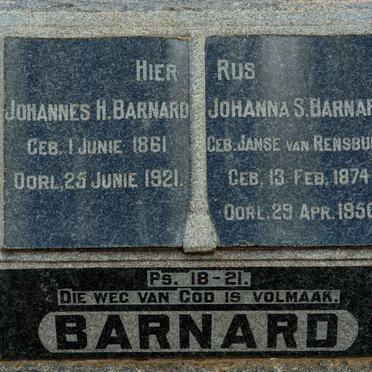 HIER RUS
JOHANNES H. BARNARD
GEB. 1 JUNIE 1861
OORL. 25 JUNIE 1921.
JOHANNA S. BARNAR
GEB. JANSE VAN RENSBU
GEB. 13 FEB. 1874
OORL. 29 APR. 1956
PS. 18-21.
DIE WEG VAN GOD IS VOLMAAK.
BARNARD